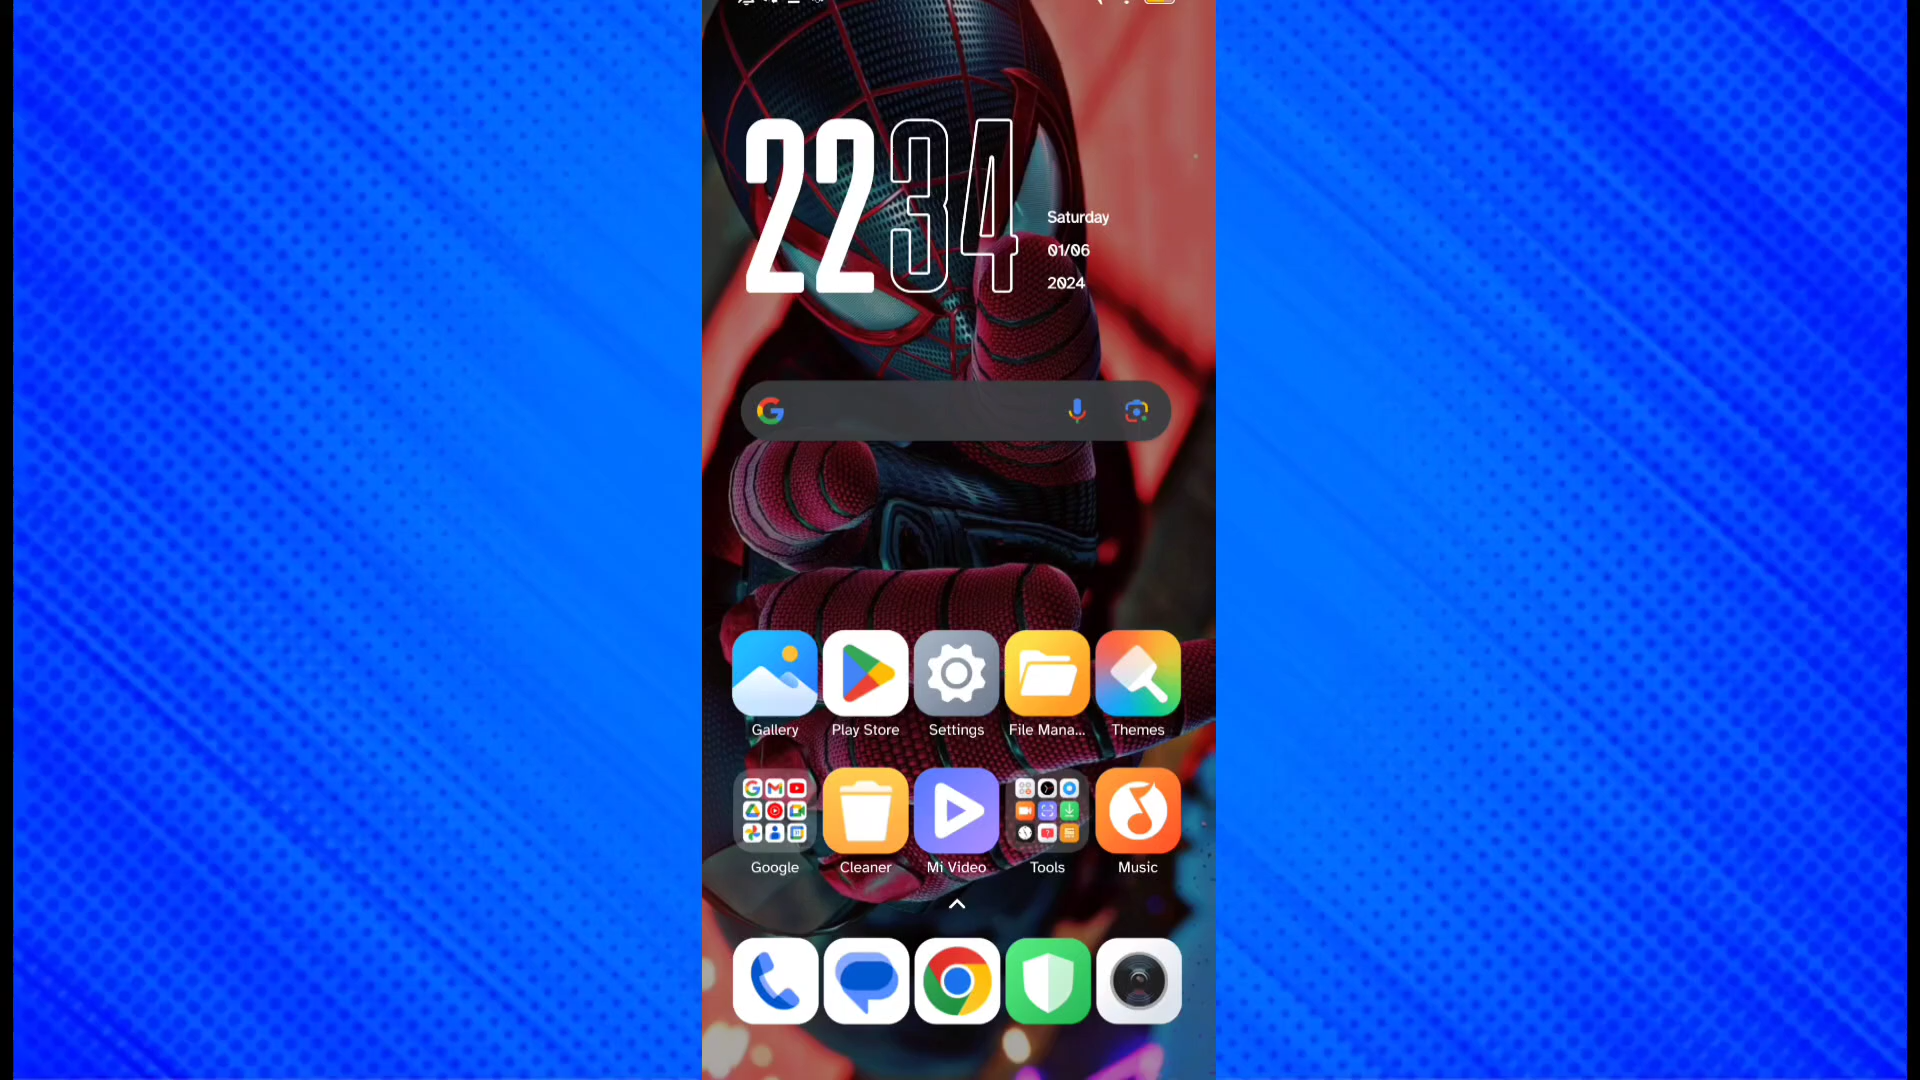 2234
Saturday
01/06
2024
Gallery
Play Store
Settings
File Mana...
Themes
Google
Cleaner
Mi Video
Tools
Music